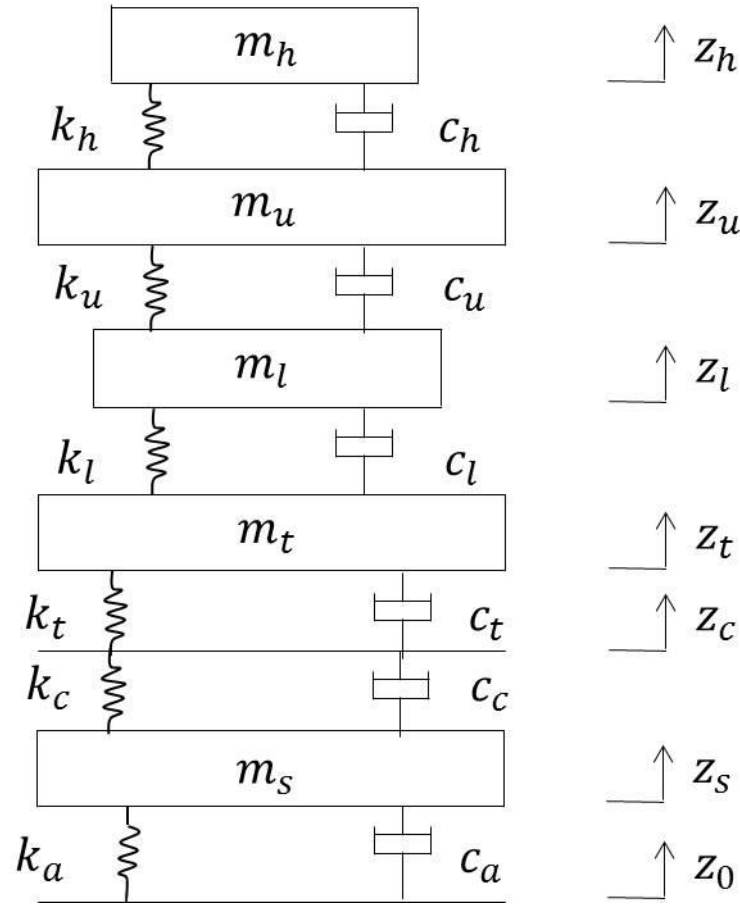 m_h
z_h
k_h
c_h
m_u
z_u
k_u
c_u
m_l
z_l
k_l
c_l
m_t
z_t
k_t
c_t
z_c
k_c
c_c
m_s
z_s
k_a
c_a
z_0